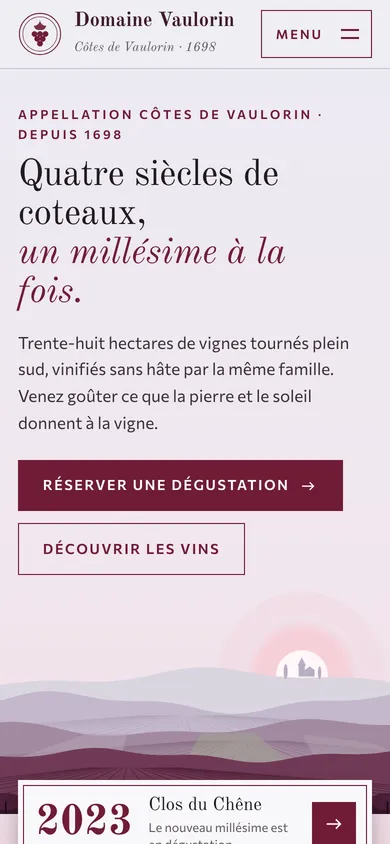 Domaine Vaulorin
Côtes de Vaulorin · 1698
MENU
APPELLATION CÔTES DE VAULORIN ·
DEPUIS 1698
Quatre siècles de
coteaux,
un millésime à la
fois.
Trente-huit hectares de vignes tournés plein
sud, vinifiés sans hâte par la même famille.
Venez goûter ce que la pierre et le soleil
donnent à la vigne.
RÉSERVER UNE DÉGUSTATION →
DÉCOUVRIR LES VINS
2023
Clos du Chêne
Le nouveau millésime est
en dégustation
→